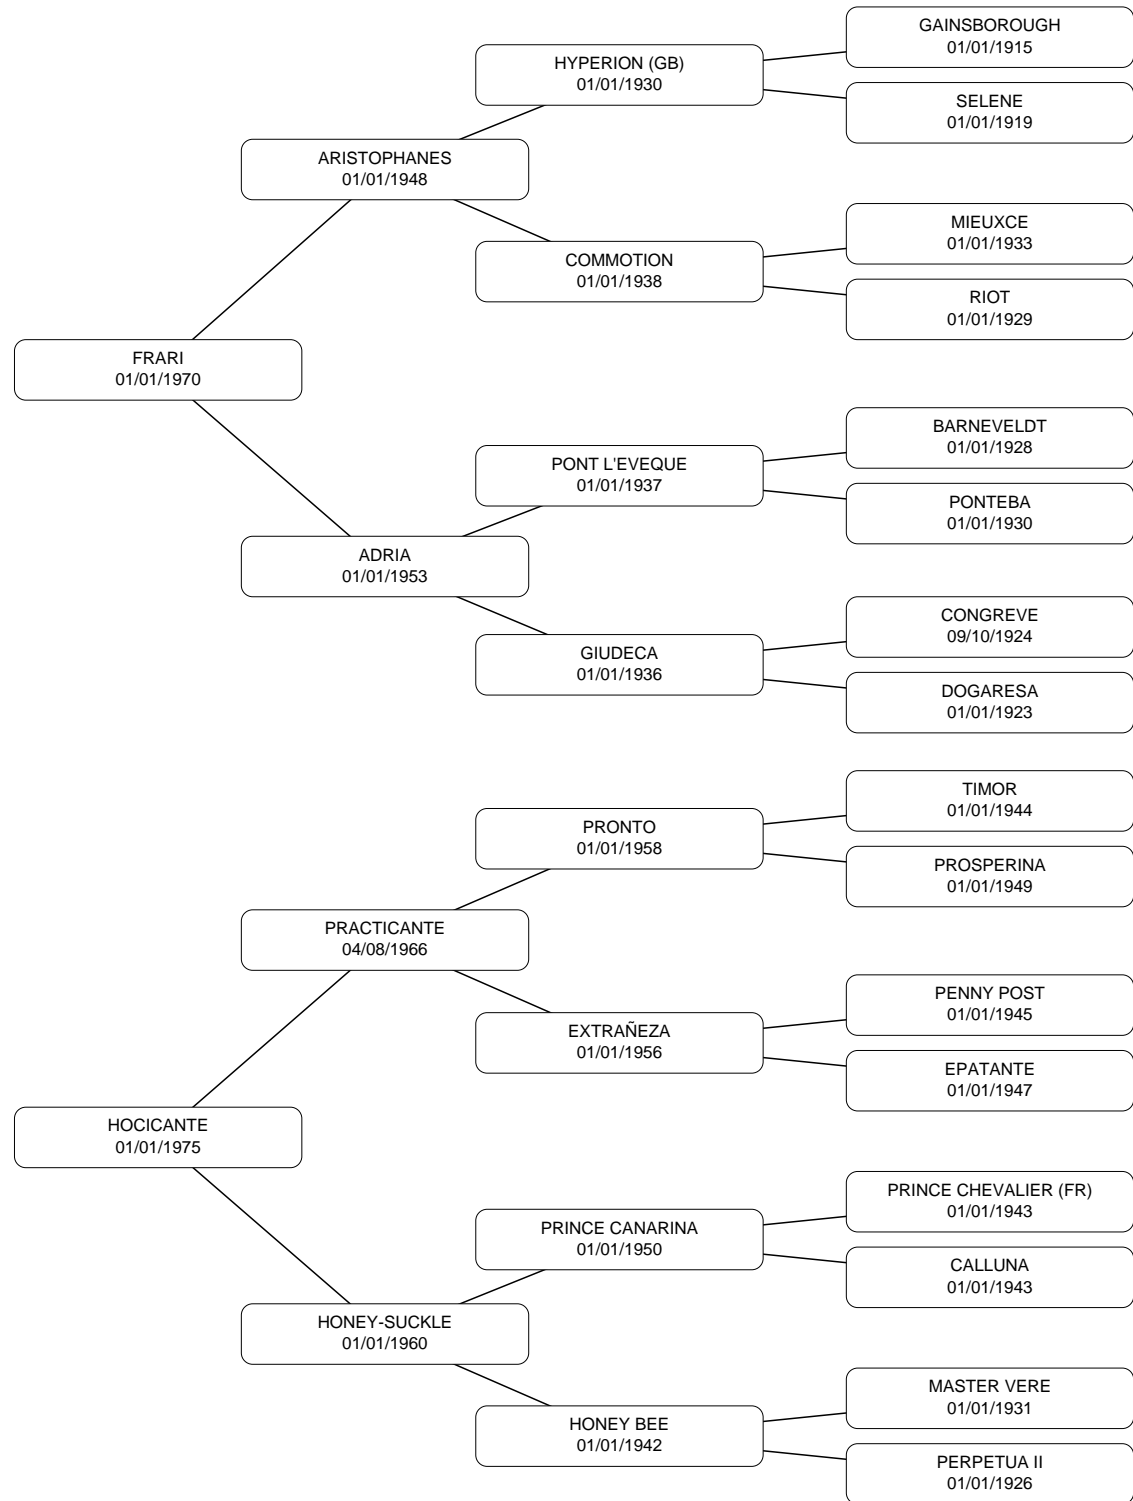 GAINSBOROUGH
01/01/1915
HYPERION (GB)
01/01/1930
SELENE
01/01/1919
ARISTOPHANES
01/01/1948
MIEUXCE
01/01/1933
COMMOTION
01/01/1938
RIOT
01/01/1929
FRARI
01/01/1970
BARNEVELDT
01/01/1928
PONT L'EVEQUE
01/01/1937
PONTEBA
01/01/1930
ADRIA
01/01/1953
CONGREVE
09/10/1924
GIUDECA
01/01/1936
DOGARESA
01/01/1923
TIMOR
01/01/1944
PRONTO
01/01/1958
PROSPERINA
01/01/1949
PRACTICANTE
04/08/1966
PENNY POST
01/01/1945
EXTRAÑEZA
01/01/1956
EPATANTE
01/01/1947
HOCICANTE
01/01/1975
PRINCE CHEVALIER (FR)
01/01/1943
PRINCE CANARINA
01/01/1950
CALLUNA
01/01/1943
HONEY-SUCKLE
01/01/1960
MASTER VERE
01/01/1931
HONEY BEE
01/01/1942
PERPETUA II
01/01/1926